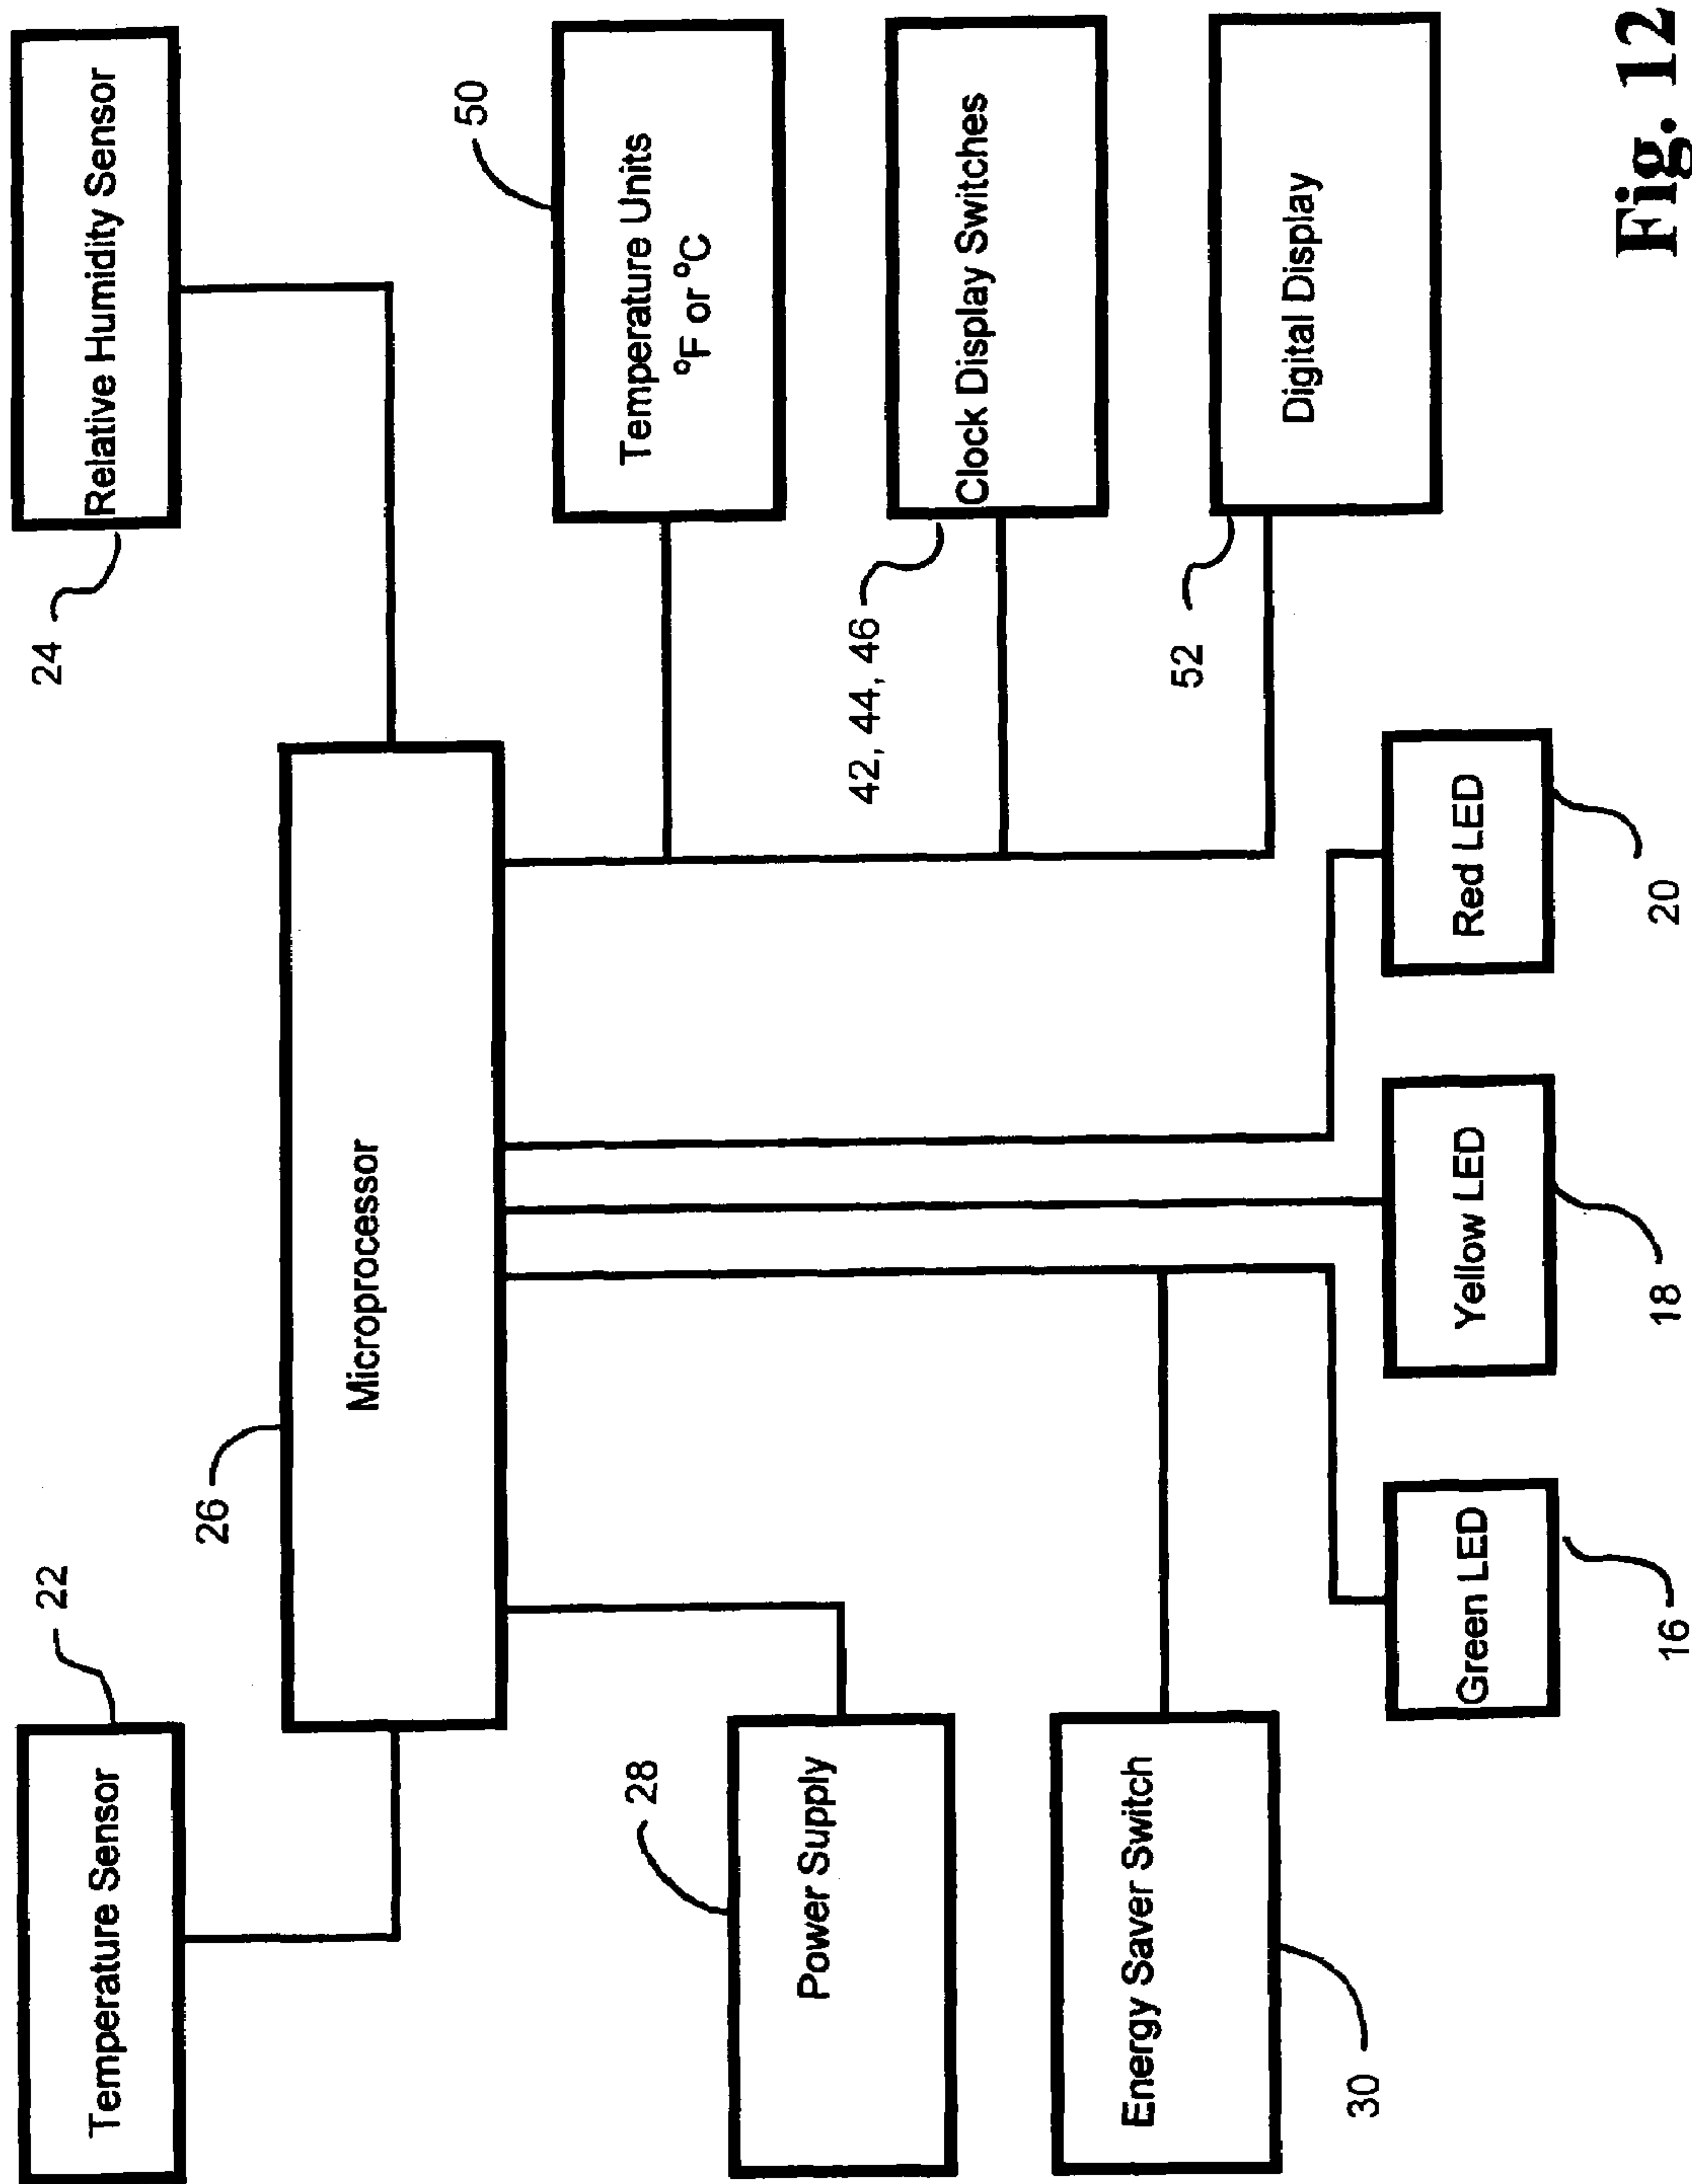 22
Temperature Sensor
24
Relative Humidity Sensor
26
Microprocessor
28
Power Supply
50
Temperature Units
°F or °C
42, 44, 46
Clock Display Switches
30
Energy Saver Switch
52
Digital Display
Green LED
Yellow LED
Red LED
16
18
20
Fig. 12